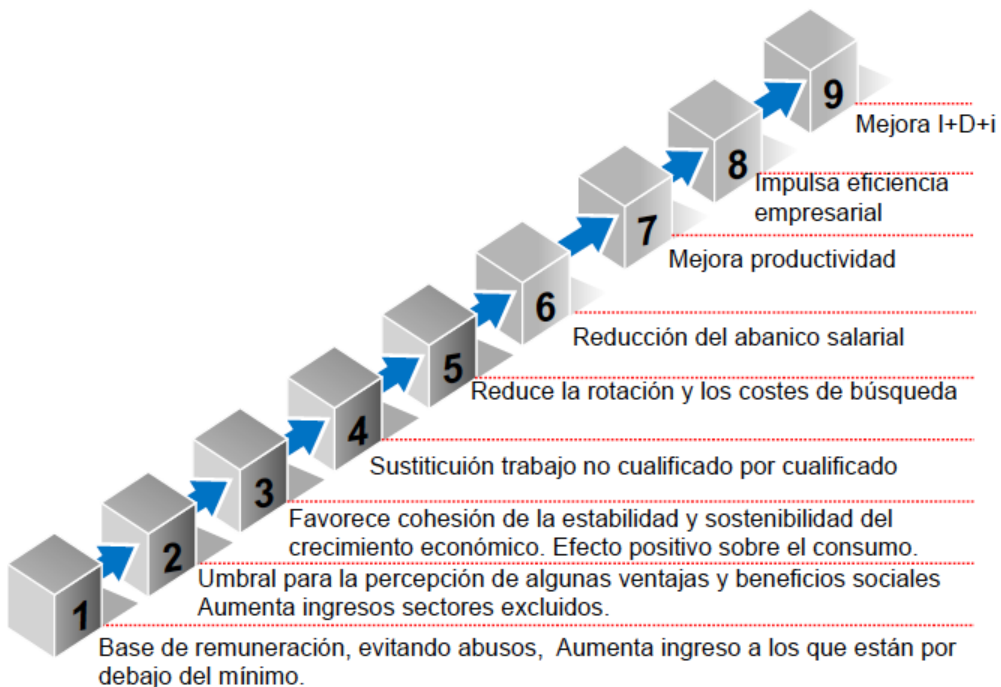 9
Mejora I+D+i
8
Impulsa eficiencia
empresarial
7
Mejora productividad
6
Reducción del abanico salarial
5
Reduce la rotación y los costes de búsqueda
4
Sustiticuión trabajo no cualificado por cualificado
3
Favorece cohesión de la estabilidad y sostenibilidad del
crecimiento económico. Efecto positivo sobre el consumo.
2
Umbral para la percepción de algunas ventajas y beneficios sociales
Aumenta ingresos sectores excluidos.
1
Base de remuneración, evitando abusos, Aumenta ingreso a los que están por
debajo del mínimo.